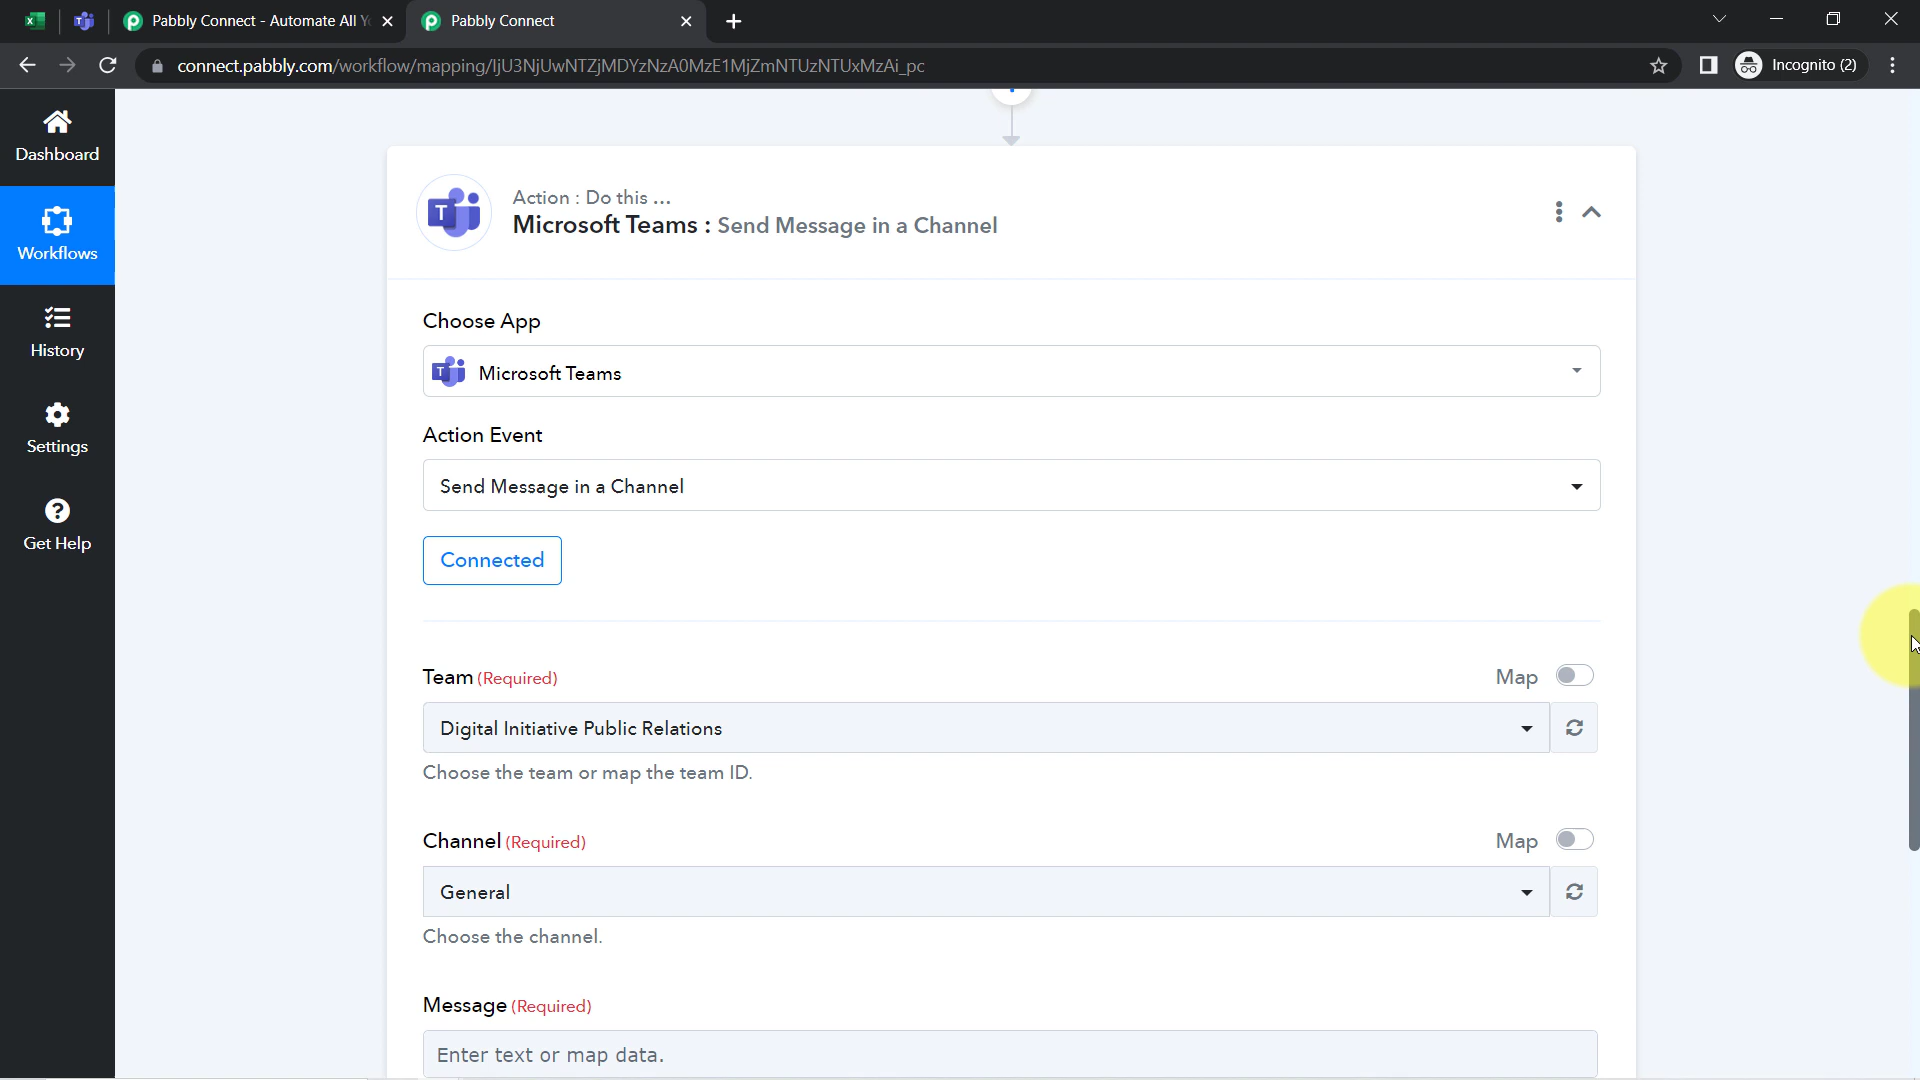 Pabbly Connect - Automate All Y
Pabbly Connect
connect.pabbly.com/workflow/mapping/IjU3NjUwNTZjMDYzNzA0MzE1MjZmNTUzNTUxMzAi_pc
Incognito (2)
Dashboard
Workflows
History
Settings
Get Help
Action : Do this ...
Microsoft Teams : Send Message in a Channel
Choose App
Microsoft Teams
Action Event
Send Message in a Channel
Connected
Team (Required)
Map
Digital Initiative Public Relations
Choose the team or map the team ID.
Channel (Required)
Map
General
Choose the channel.
Message (Required)
Enter text or map data.